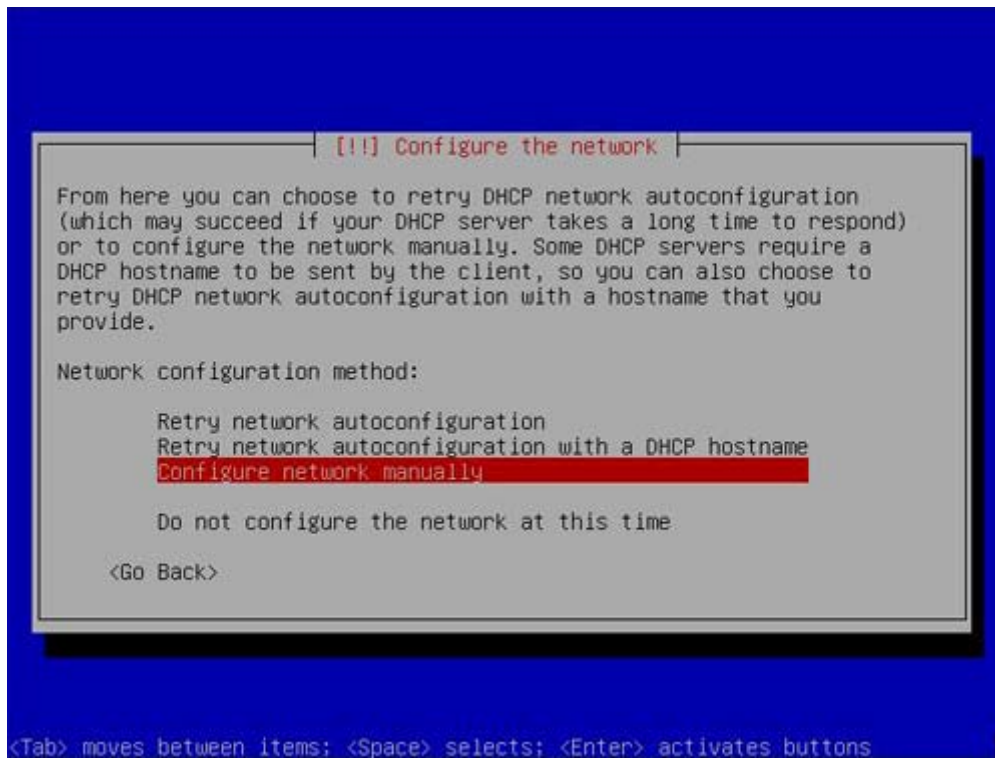 [!!] Configure the network
From here you can choose to retry DHCP network autoconfiguration
(which may succeed if your DHCP server takes a long time to respond)
or to configure the network manually. Some DHCP servers require a
DHCP hostname to be sent by the client, so you can also choose to
retry DHCP network autoconfiguration with a hostname that you
provide.
Network configuration method:
Retry network autoconfiguration
Retry network autoconfiguration with a DHCP hostname
Configure network manually
Do not configure the network at this time
<Go Back>
<Tab> moves between items; <Space> selects; <Enter> activates buttons